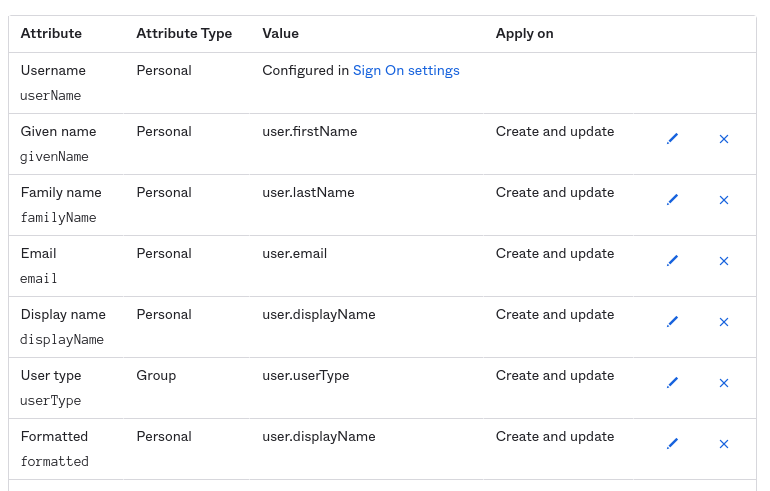 Attribute Attribute Type Value Apply on
Username Personal Configured in Sign On settings
userName
Given name Personal user.firstName Create and update
givenName
Family name Personal user.lastName Create and update
familyName
Email Personal user.email Create and update
email
Display name Personal user.displayName Create and update
displayName
User type Group user.userType Create and update
userType
Formatted Personal user.displayName Create and update
formatted